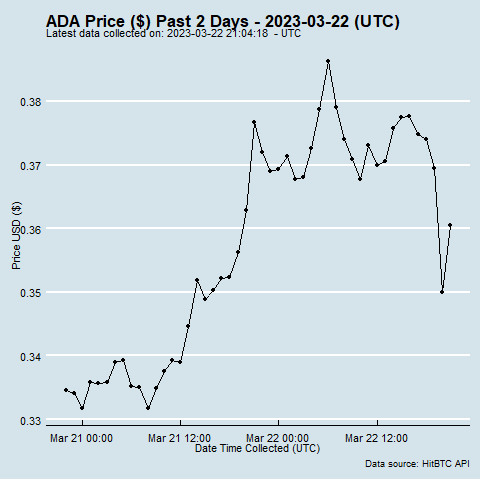 ADA Price ($) Past 2 Days - 2023-03-22 (UTC)
Latest data collected on: 2023-03-22 21:04:18 - UTC
0.38
0.37
0.36
0.35
0.34
0.33
Price USD ($)
Mar 21 00:00
Mar 21 12:00
Mar 22 00:00
Mar 22 12:00
Date Time Collected (UTC)
Data source: HitBTC API